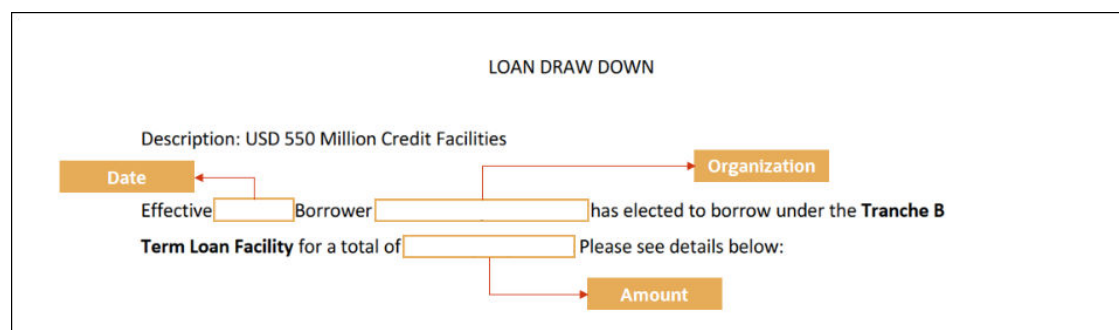 LOAN DRAW DOWN
Description: USD 550 Million Credit Facilities
Organization
Date
Effective Borrower has elected to borrow under the Tranche B
Term Loan Facility for a total of Please see details below:
Amount